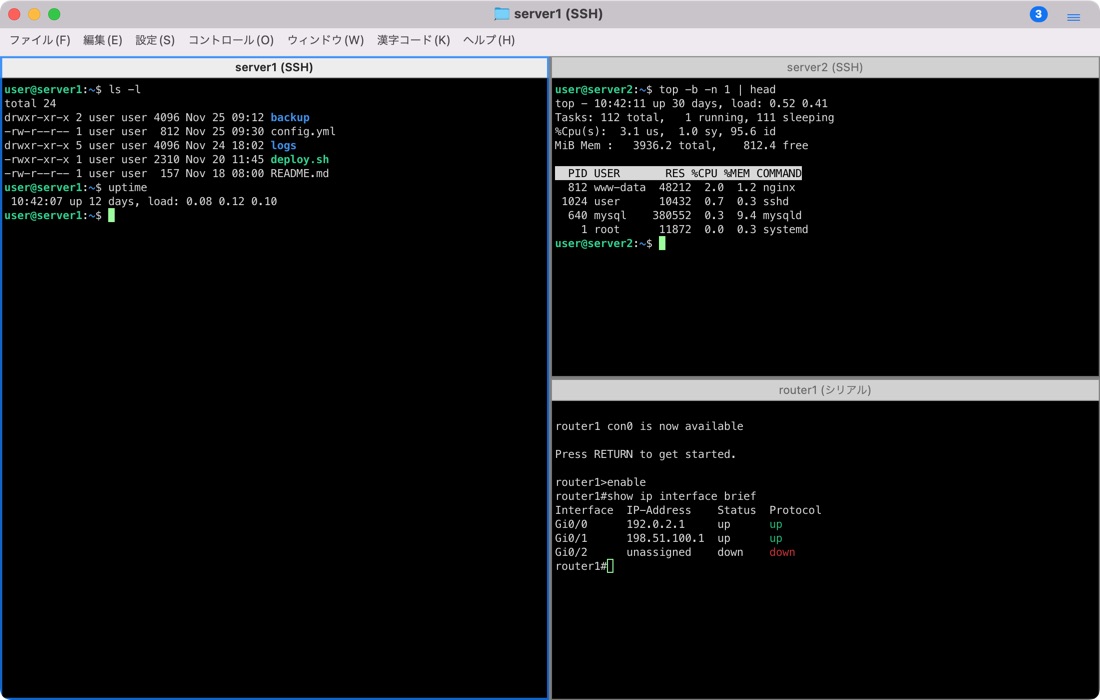 server1 (SSH)
3
ファイル(F) 編集(E) 設定(S) コントロール(O) ウィンドウ(W) 漢字コード(K) ヘルプ(H)
server1 (SSH)
user@server1:~$ ls -l
total 24
drwxr-xr-x 2 user user 4096 Nov 25 09:12 backup
-rw-r--r-- 1 user user  812 Nov 25 09:30 config.yml
drwxr-xr-x 5 user user 4096 Nov 24 18:02 logs
-rwxr-xr-x 1 user user 2310 Nov 20 11:45 deploy.sh
-rw-r--r-- 1 user user  157 Nov 18 08:00 README.md
user@server1:~$ uptime
 10:42:07 up 12 days, load: 0.08 0.12 0.10
user@server1:~$
server2 (SSH)
user@server2:~$ top -b -n 1 | head
top - 10:42:11 up 30 days, load: 0.52 0.41
Tasks: 112 total,   1 running, 111 sleeping
%Cpu(s):  3.1 us,  1.0 sy, 95.6 id
MiB Mem :   3936.2 total,    812.4 free
  PID USER       RES %CPU %MEM COMMAND
  812 www-data  48212  2.0  1.2 nginx
 1024 user      10432  0.7  0.3 sshd
  640 mysql    380552  0.3  9.4 mysqld
    1 root      11872  0.0  0.3 systemd
user@server2:~$
router1 (シリアル)
router1 con0 is now available
Press RETURN to get started.
router1>enable
router1#show ip interface brief
Interface  IP-Address    Status  Protocol
Gi0/0      192.0.2.1     up      up
Gi0/1      198.51.100.1  up      up
Gi0/2      unassigned    down    down
router1#